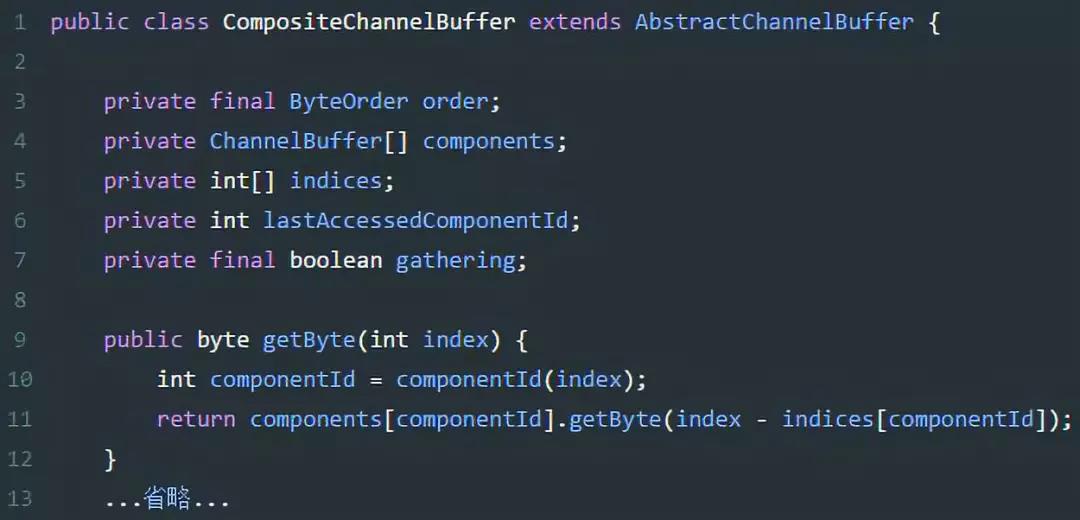 1 public class CompositeChannelBuffer extends AbstractChannelBuffer {
2
3 private final ByteOrder order;
4 private ChannelBuffer[] components;
5 private int[] indices;
6 private int lastAccessedComponentId;
7 private final boolean gathering;
8
9 public byte getByte(int index) {
10 int componentId = componentId(index);
11 return components[componentId].getByte(index - indices[componentId]);
12 }
13 ...省略...